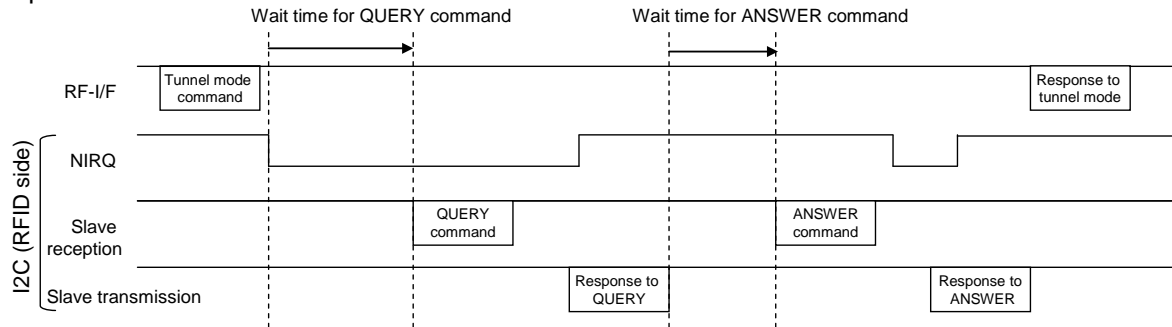 Wait time for QUERY command
Wait time for ANSWER command
RF-I/F
Tunnel mode
command
Response to
tunnel mode
I2C (RFID side)
NIRQ
Slave
reception
QUERY
command
ANSWER
command
Slave transmission
Response to
QUERY
Response to
ANSWER